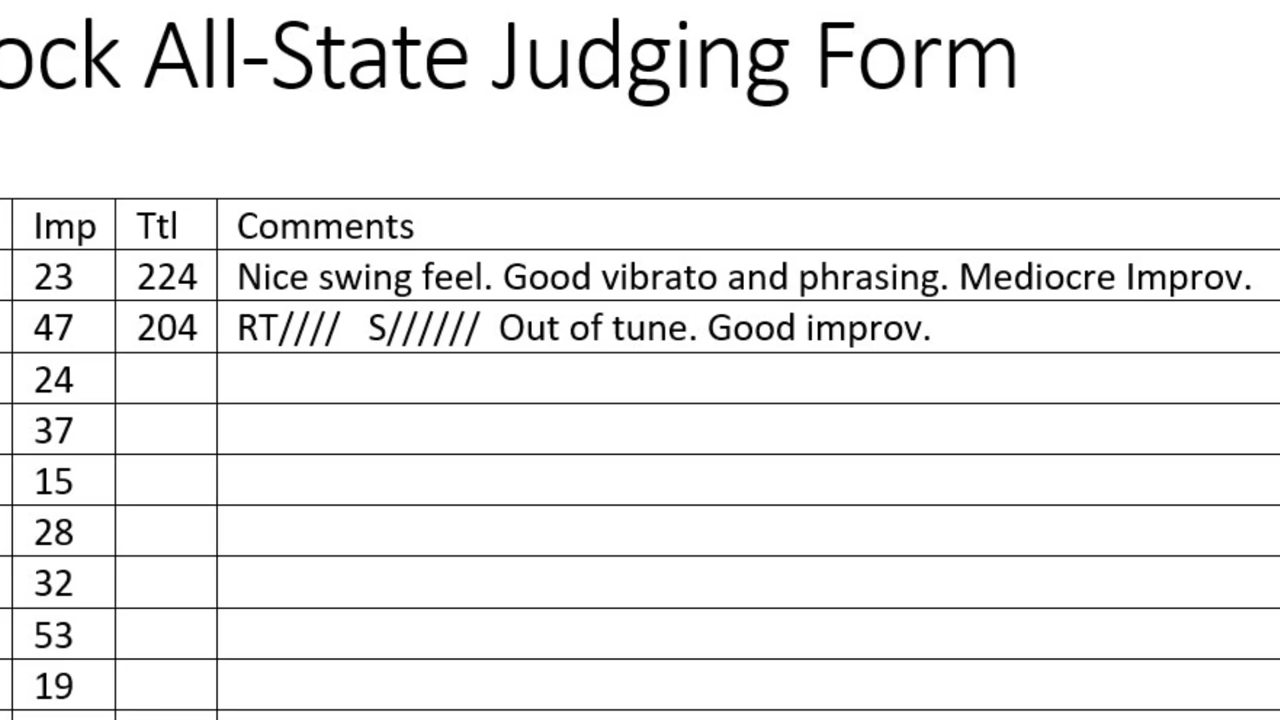 ock All-State Judging Form
Imp Ttl Comments
23 224 Nice swing feel. Good vibrato and phrasing. Mediocre Improv.
47 204 RT//// S////// Out of tune. Good improv.
24
37
15
28
32
53
19